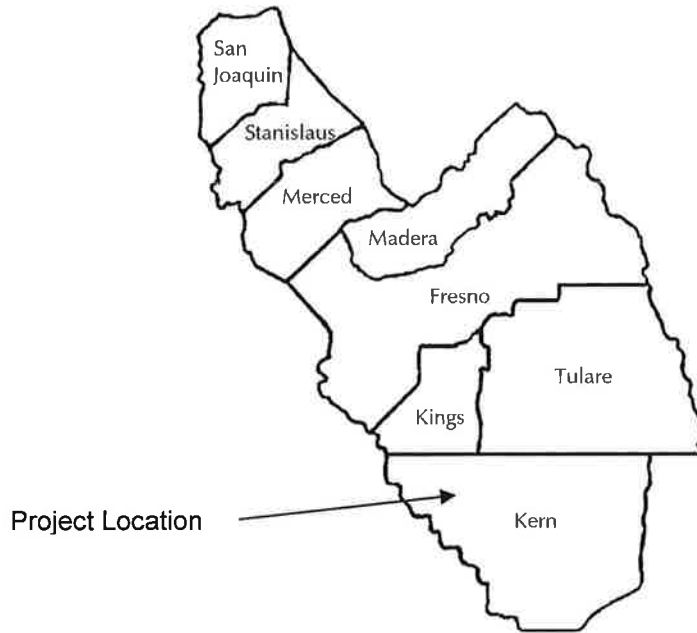 San
Joaquin
Stanislaus
Merced
Madera
Fresno
Tulare
Kings
Project Location
Kern